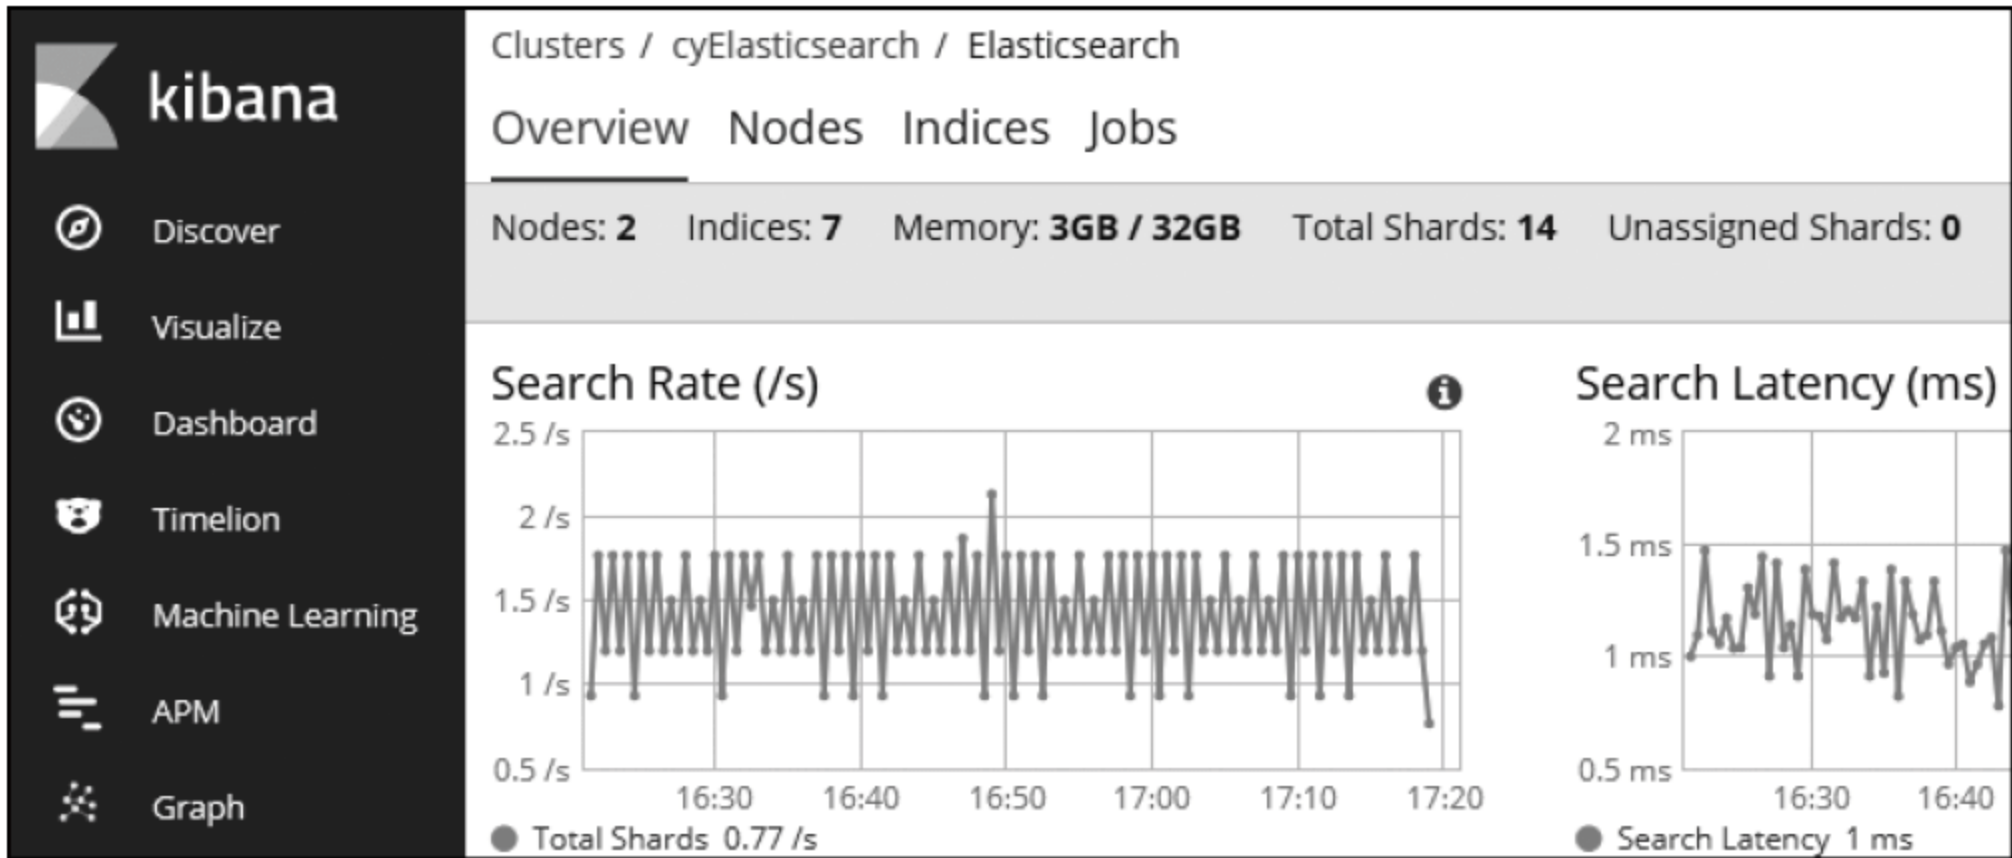 kibana
Discover
Visualize
Dashboard
Timelion
Machine Learning
APM
Graph
Clusters / cyElasticsearch / Elasticsearch
Overview Nodes Indices Jobs
Nodes: 2 Indices: 7 Memory: 3GB / 32GB Total Shards: 14 Unassigned Shards: 0
Search Rate (/s)
2.5 /s
2 /s
1.5 /s
1 /s
0.5 /s
16:30 16:40 16:50 17:00 17:10 17:20
Total Shards 0.77 /s
Search Latency (ms)
2 ms
1.5 ms
1 ms
0.5 ms
16:30 16:40
Search Latency 1 ms